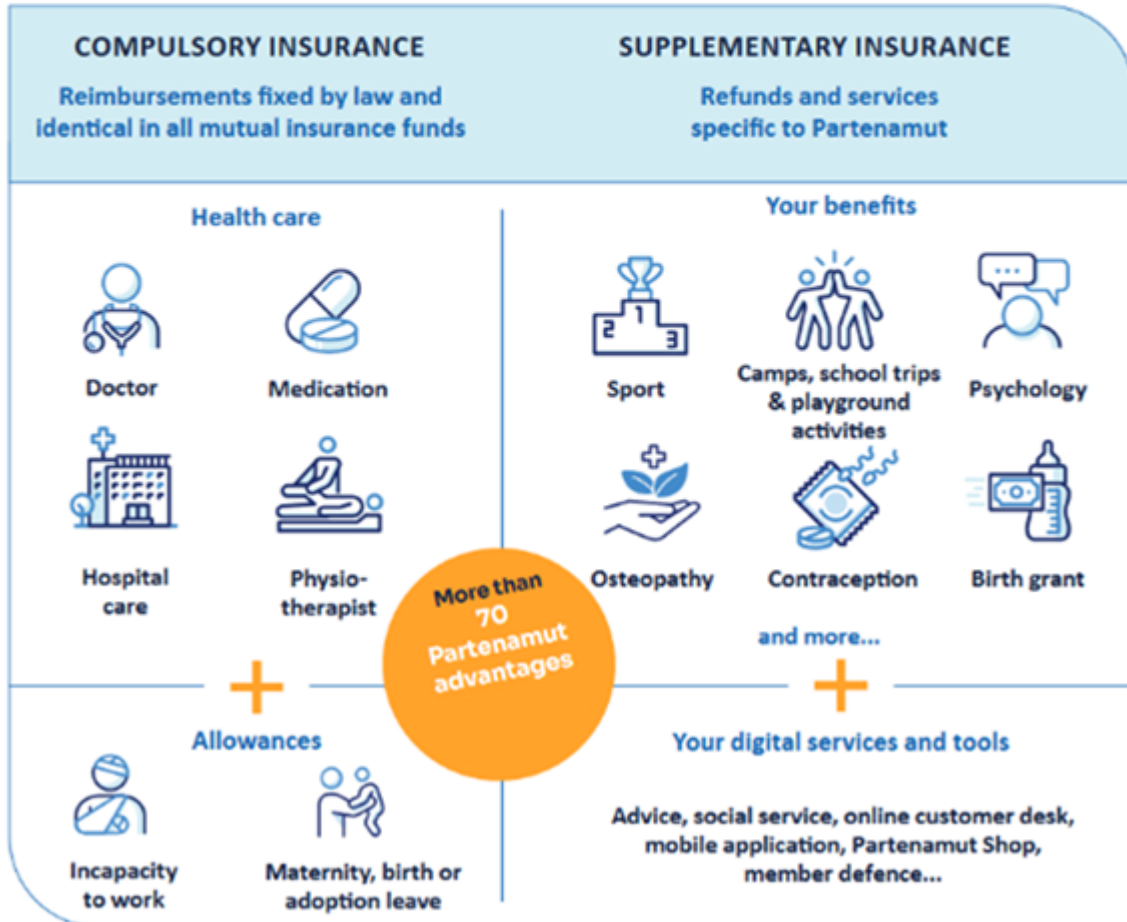 COMPULSORY INSURANCE
Reimbursements fixed by law and
identical in all mutual insurance funds
SUPPLEMENTARY INSURANCE
Refunds and services
specific to Partenamut
Health care
Doctor
Medication
Hospital
care
Physio-
therapist
Your benefits
2 1 3
Sport
Camps, school trips
& playground
activities
Psychology
Osteopathy
Contraception
Birth grant
and more...
More than
70
Partenamut
advantages
Allowances
Incapacity
to work
Maternity, birth or
adoption leave
Your digital services and tools
Advice, social service, online customer desk,
mobile application, Partenamut Shop,
member defence...